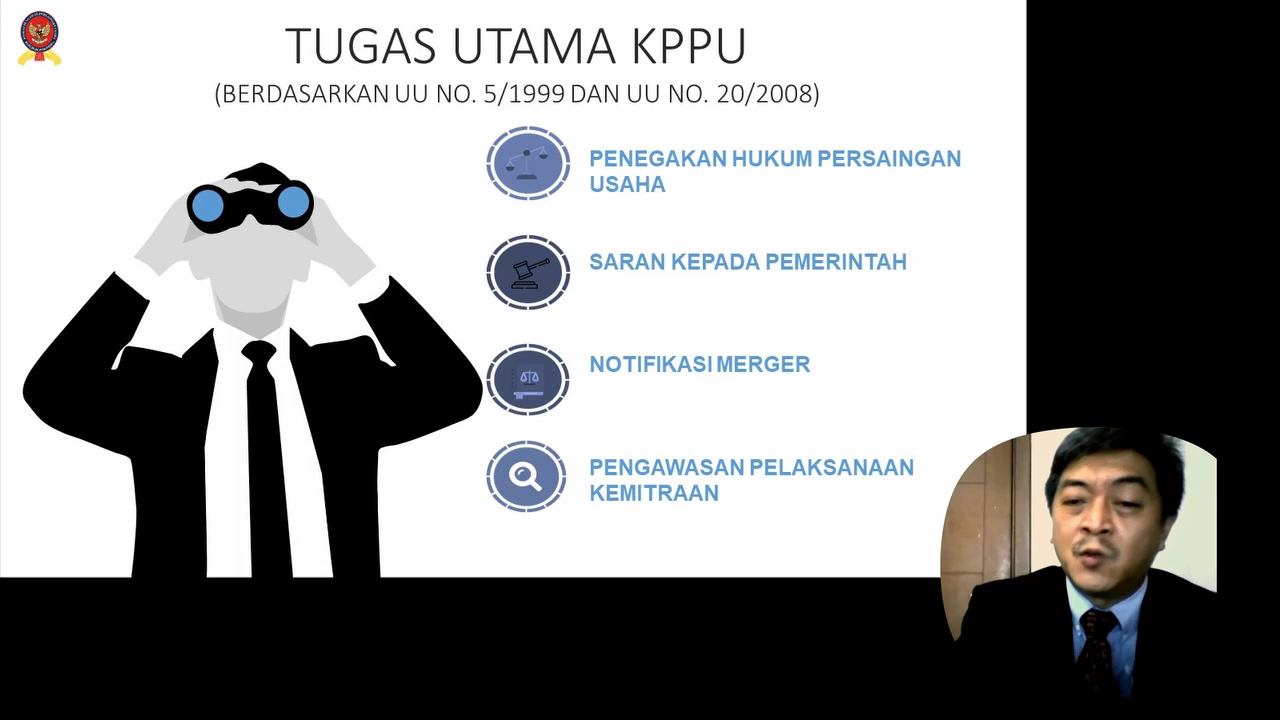 TUGAS UTAMA KPPU
(BERDASARKAN UU NO. 5/1999 DAN UU NO. 20/2008)
PENEGAKAN HUKUM PERSAINGAN
USAHA
SARAN KEPADA PEMERINTAH
NOTIFIKASI MERGER
PENGAWASAN PELAKSANAAN
KEMITRAAN